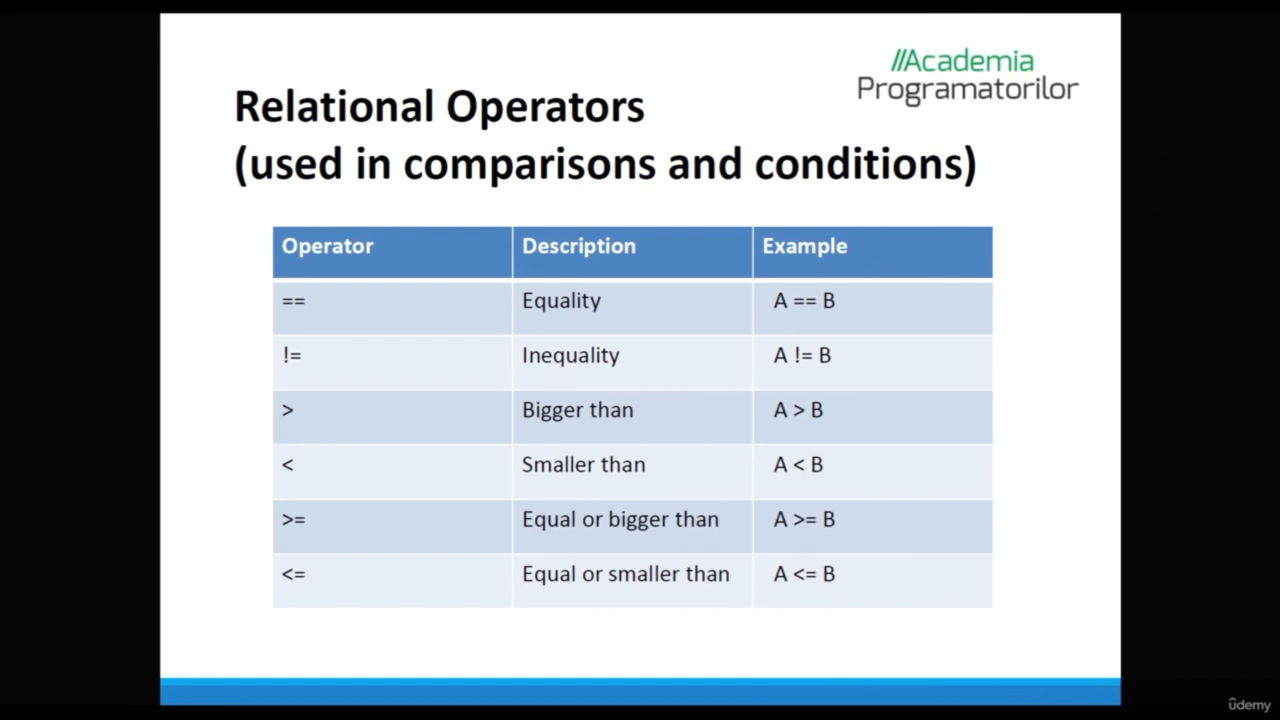 //Academia
Programatorilor
Relational Operators
(used in comparisons and conditions)
Operator Description Example
== Equality A == B
!= Inequality A != B
> Bigger than A > B
< Smaller than A < B
>= Equal or bigger than A >= B
<= Equal or smaller than A <= B
ûdemy